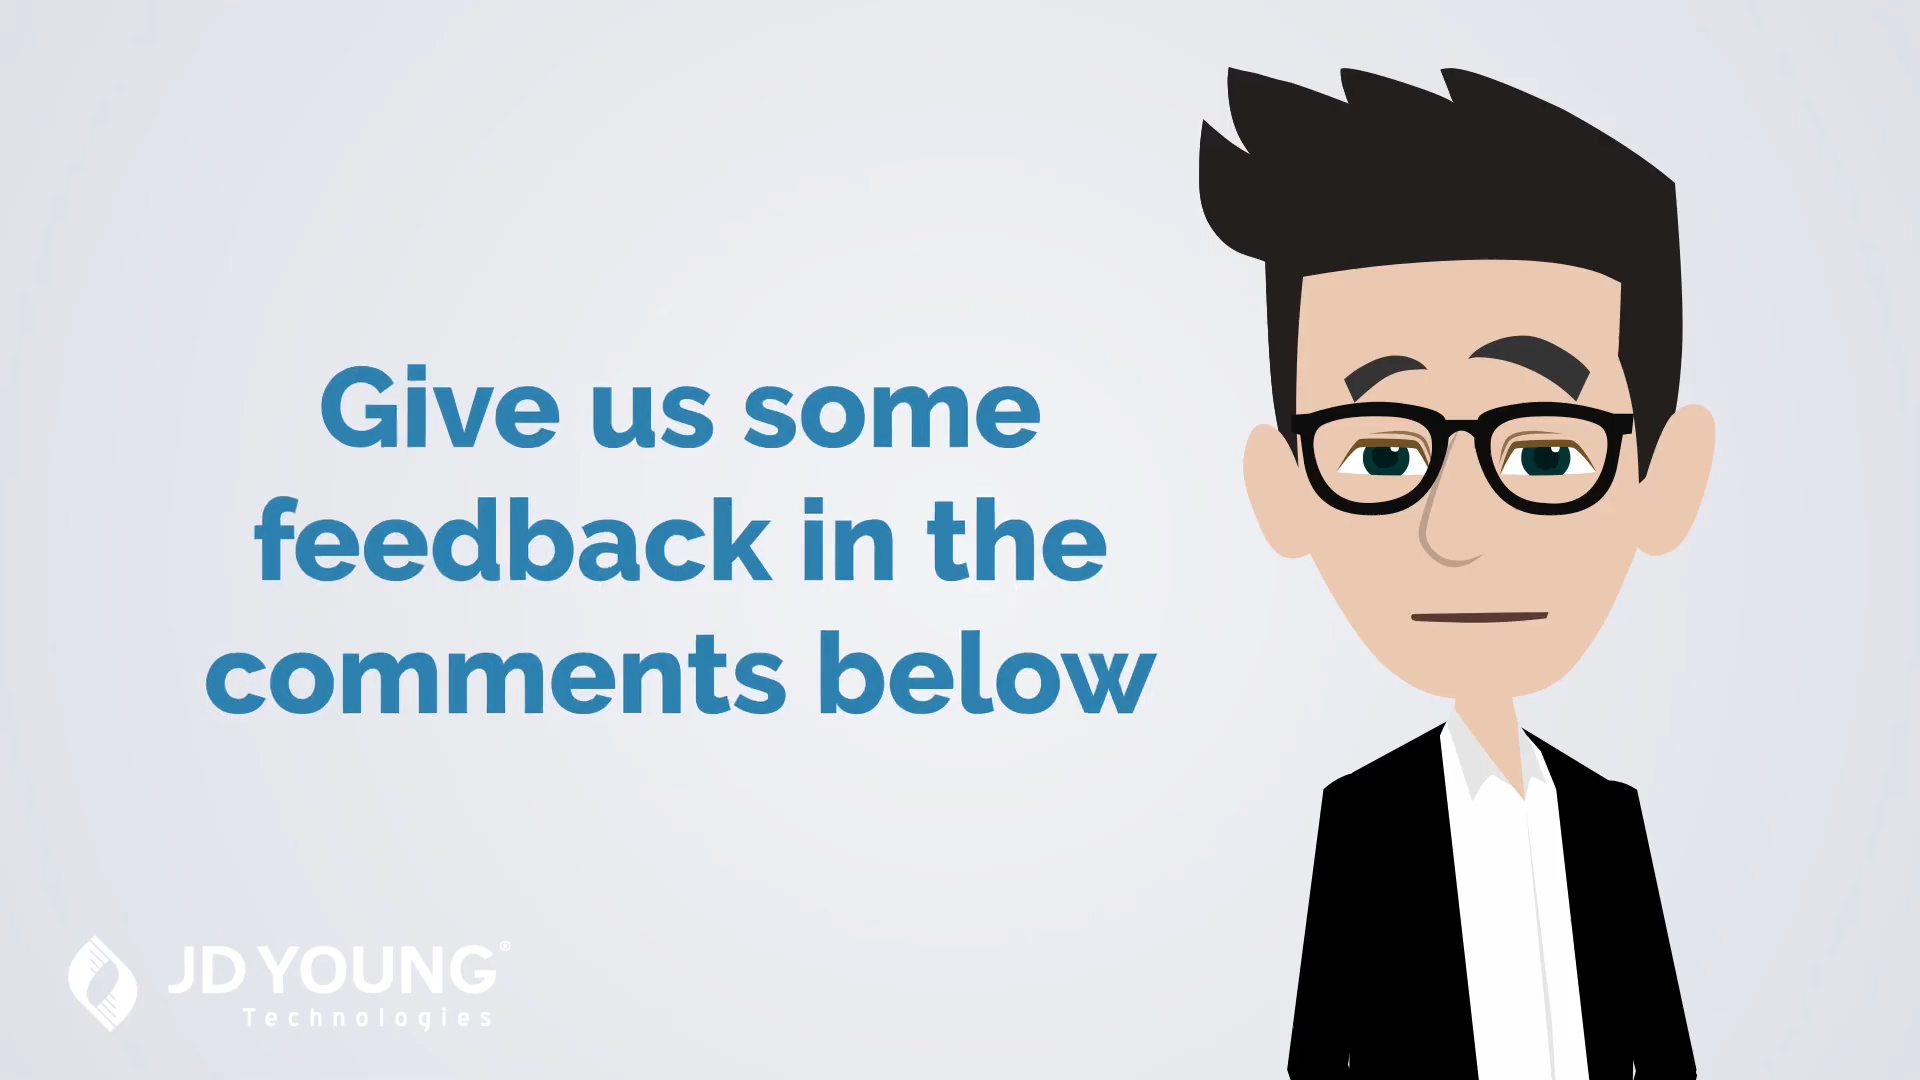 Give us some
feedback in the
comments below
JD YOUNG®
Technologies